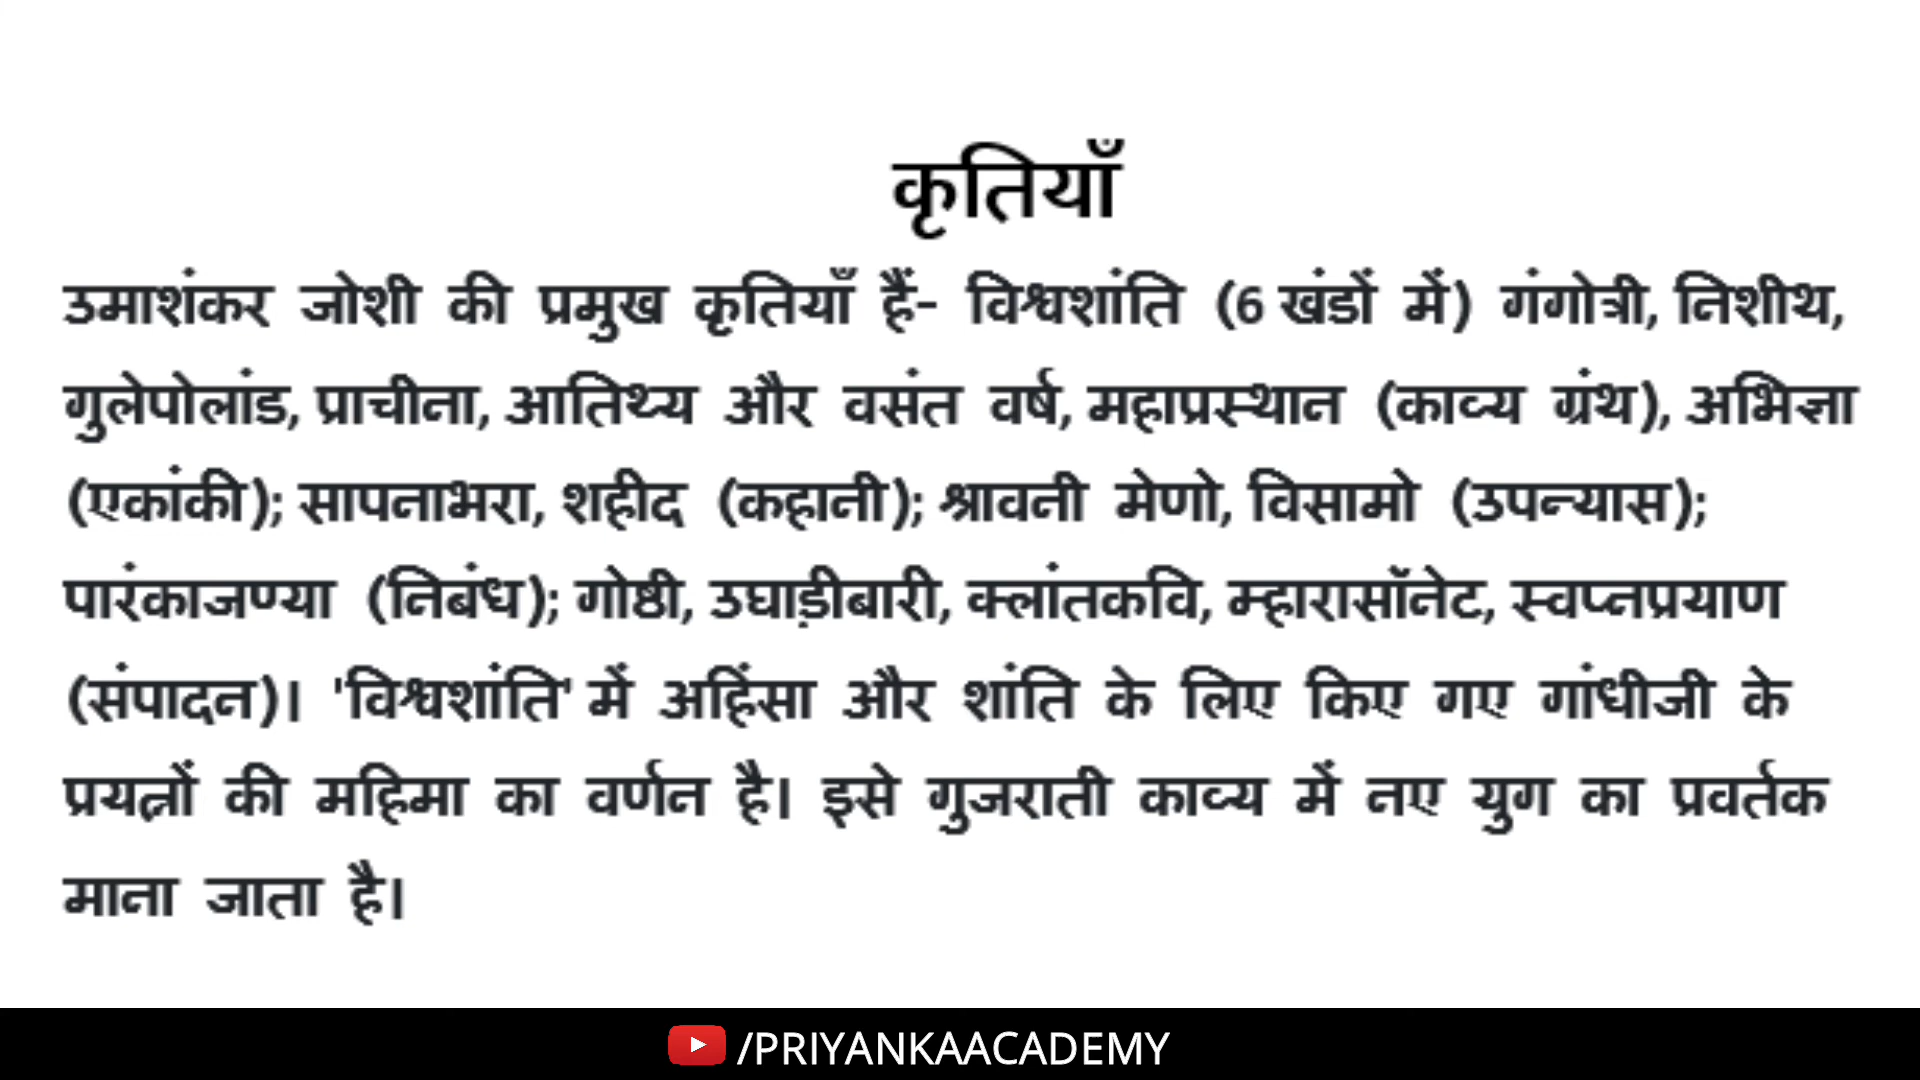 कृतियाँ
उमाशंकर जोशी की प्रमुख कृतियाँ हैं- विश्वशांति (6 खंडों में) गंगोत्री, निशीथ,
गुलेपोलांड, प्राचीना, आतिथ्य और वसंत वर्ष, महाप्रस्थान (काव्य ग्रंथ), अभिज्ञा
(एकांकी); सापनाभरा, शहीद (कहानी); श्रावनी मेणो, विसामो (उपन्यास);
पारंकाजण्या (निबंध); गोष्ठी, उघाड़ीबारी, क्लांतकवि, म्हारासॉनेट, स्वप्नप्रयाण
(संपादन)। 'विश्वशांति' में अहिंसा और शांति के लिए किए गए गांधीजी के
प्रयत्नों की महिमा का वर्णन है। इसे गुजराती काव्य में नए युग का प्रवर्तक
माना जाता है।
/PRIYANKAACADEMY